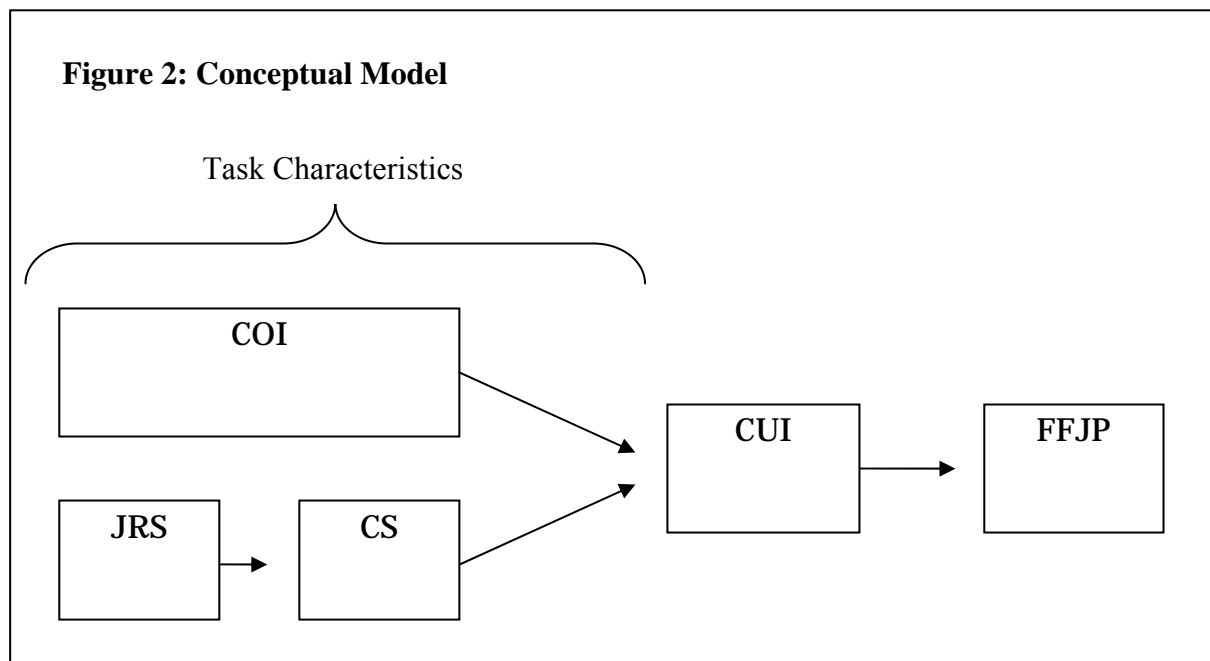 Figure 2: Conceptual Model
Task Characteristics
COI
CUI
FFJP
JRS
CS